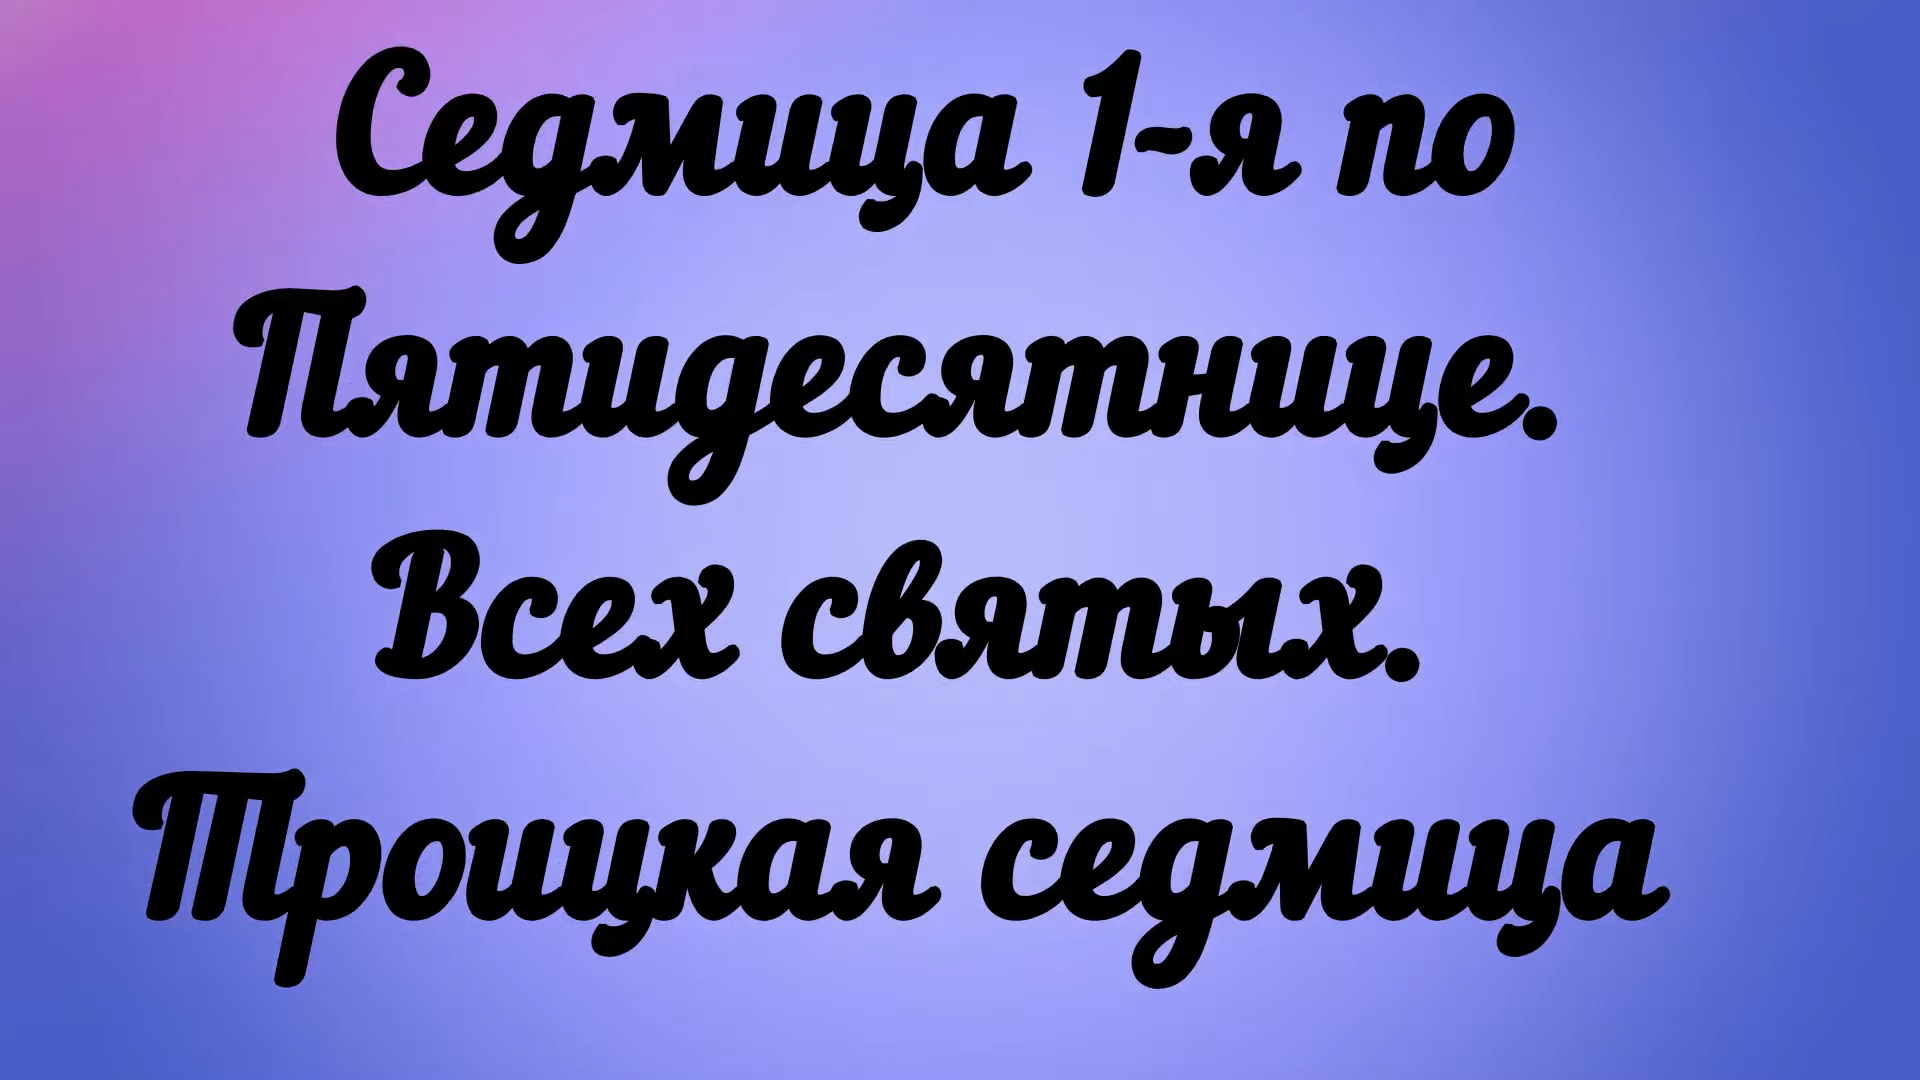 Седмица 1-я по
Пятидесятнице.
Всех святых.
Троицкая седмица